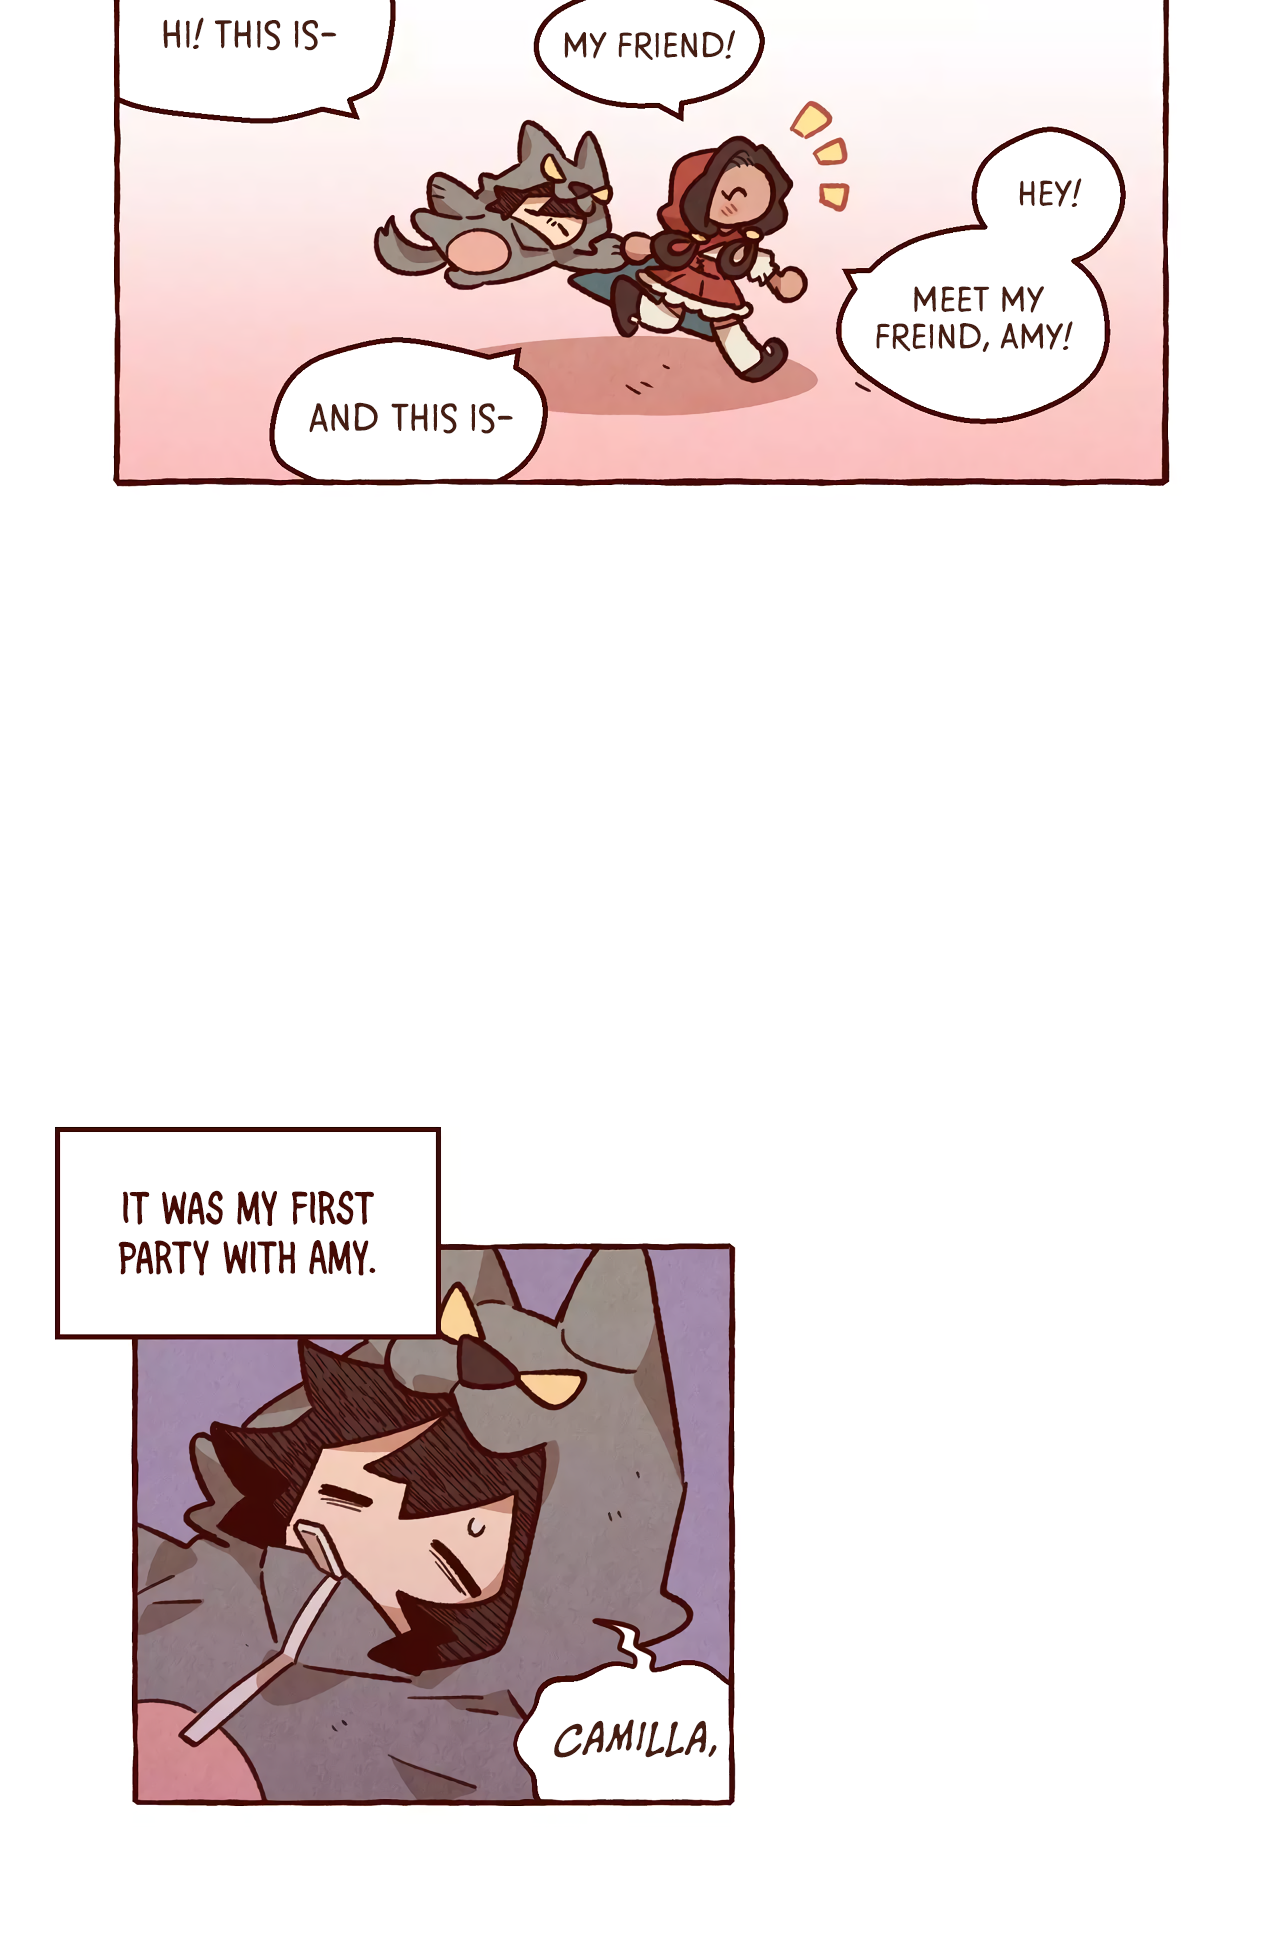 HI! THIS IS-
MY FRIEND!
HEY!
MEET MY
FREIND, AMY!
AND THIS IS-
IT WAS MY FIRST
PARTY WITH AMY.
CAMILLA,